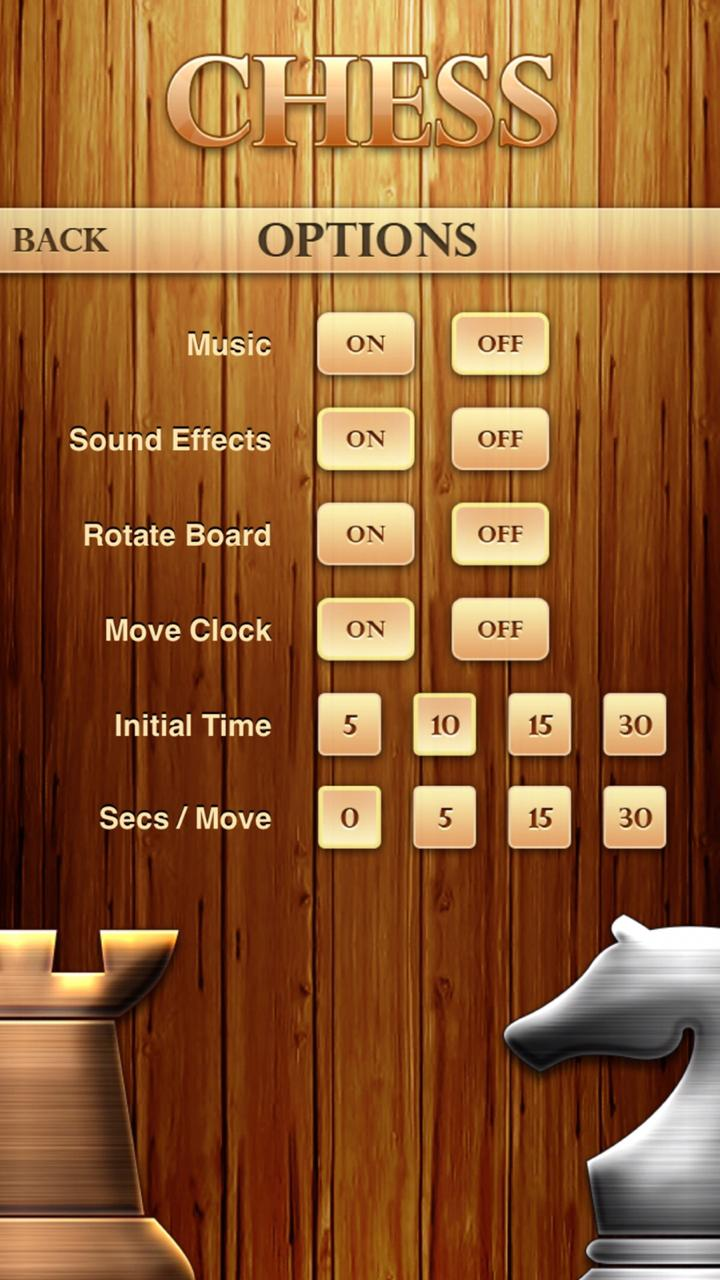 CHESS
BACK OPTIONS
Music ON OFF
Sound Effects ON OFF
Rotate Board ON OFF
Move Clock ON OFF
Initial Time 5 10 15 30
Secs / Move 0 5 15 30